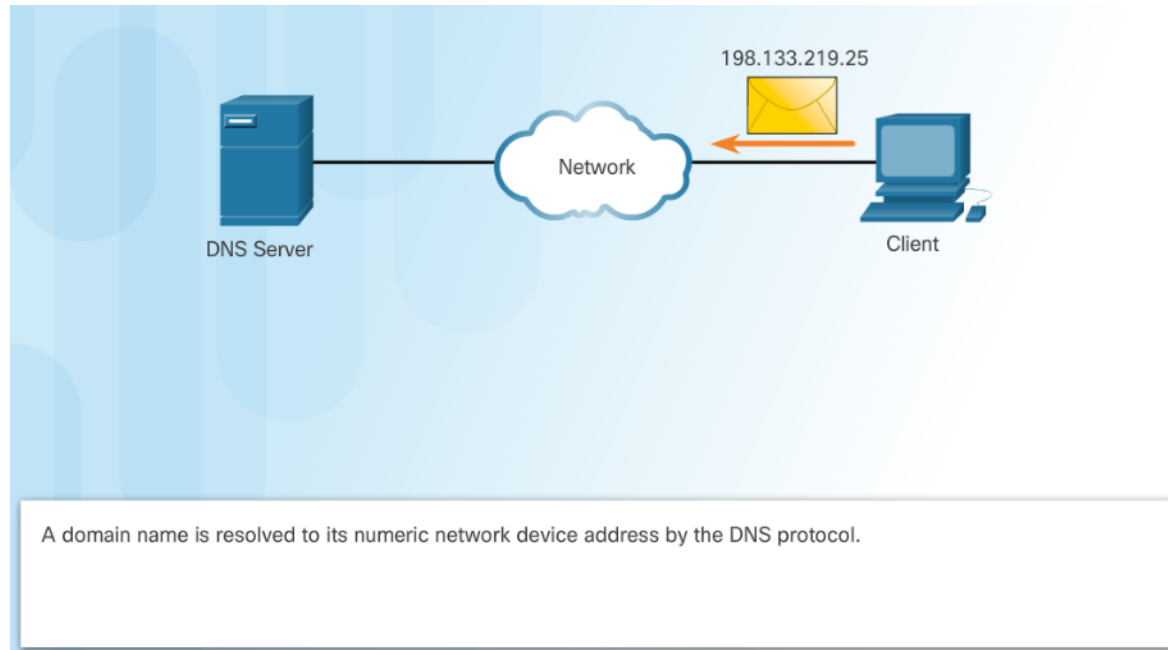 198.133.219.25
Network
DNS Server
Client
A domain name is resolved to its numeric network device address by the DNS protocol.